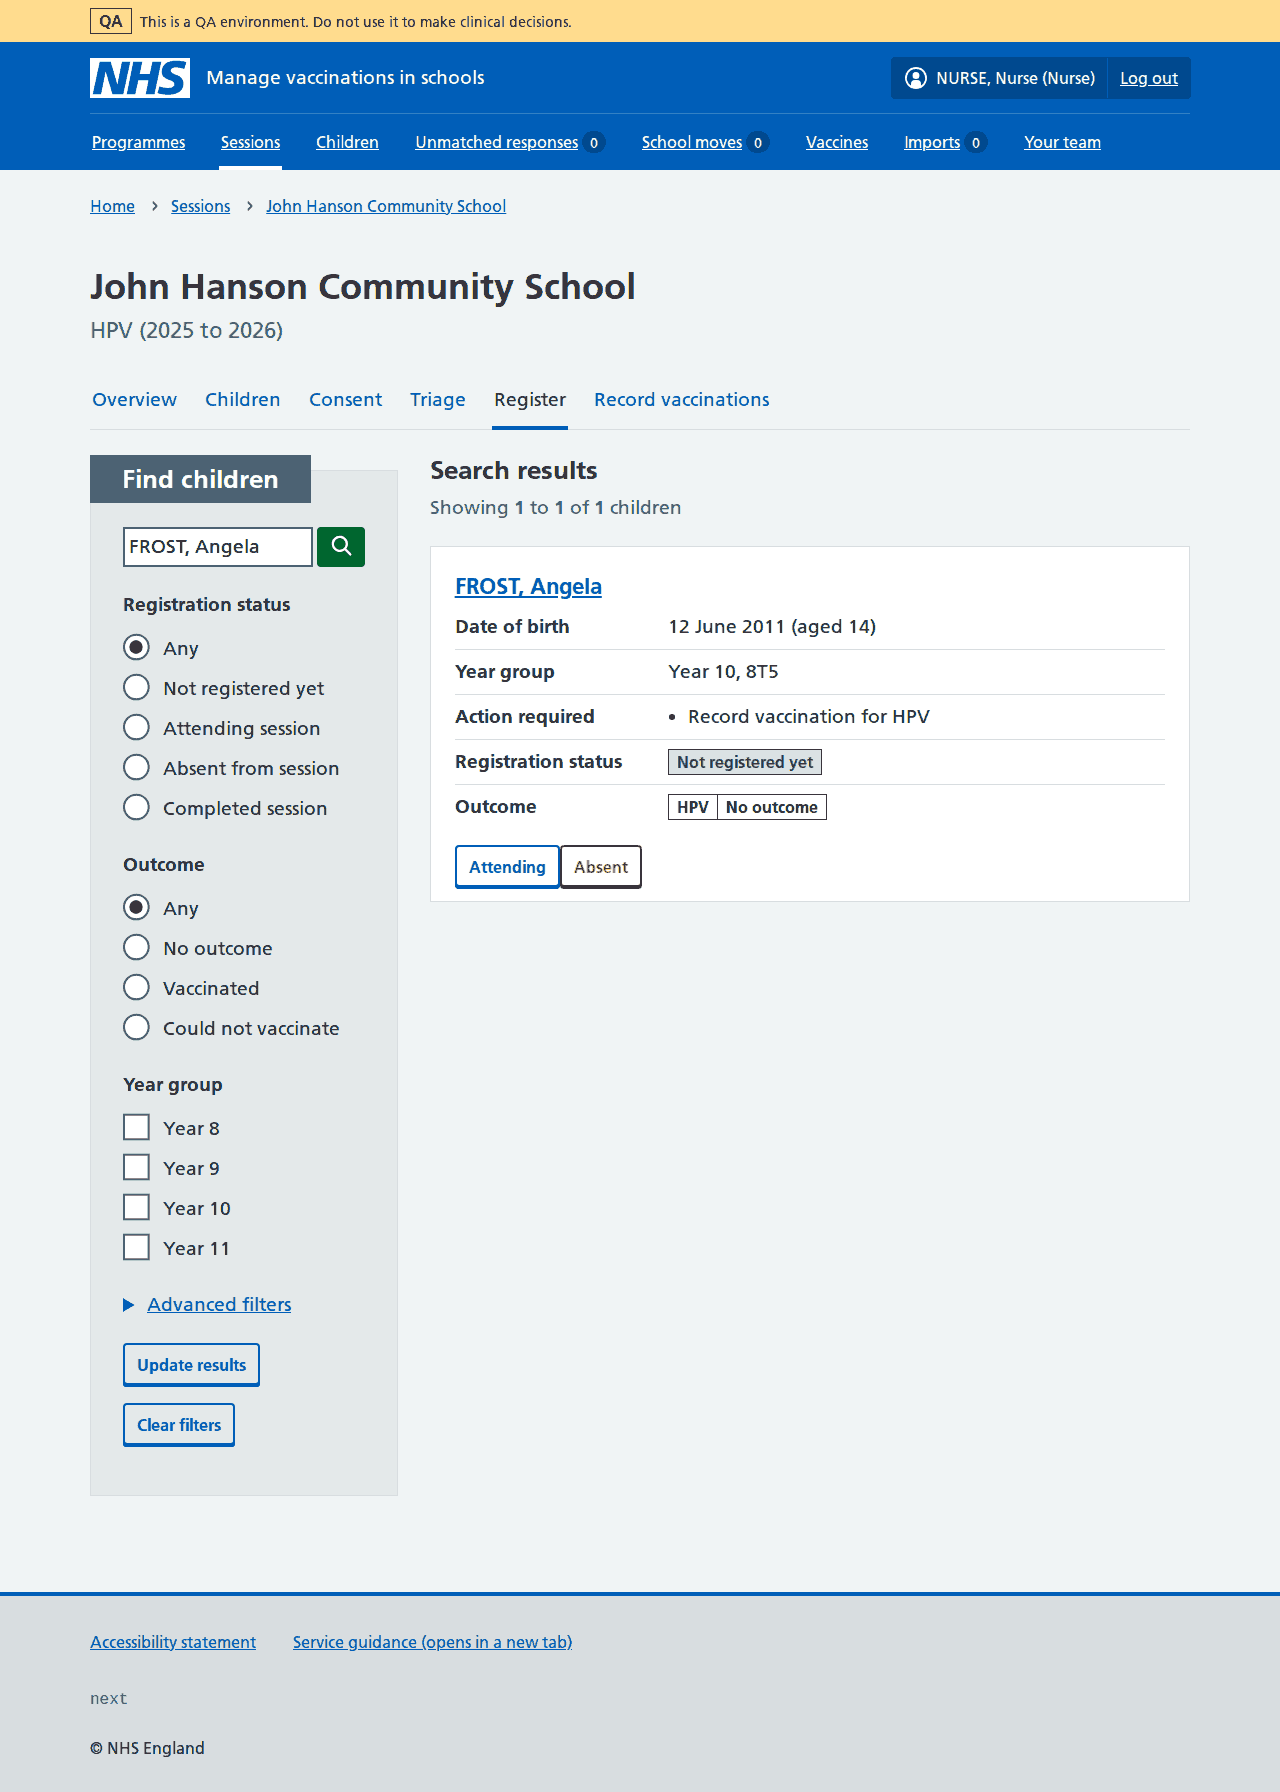 QA This is a QA environment. Do not use it to make clinical decisions.
NHS Manage vaccinations in schools NURSE, Nurse (Nurse) Log out
Programmes Sessions Children Unmatched responses 0 School moves 0 Vaccines Imports 0 Your team
Home › Sessions › John Hanson Community School
John Hanson Community School
HPV (2025 to 2026)
Overview Children Consent Triage Register Record vaccinations
Find children
FROST, Angela
Registration status
Any
Not registered yet
Attending session
Absent from session
Completed session
Outcome
Any
No outcome
Vaccinated
Could not vaccinate
Year group
Year 8
Year 9
Year 10
Year 11
Advanced filters
Update results
Clear filters
Search results
Showing 1 to 1 of 1 children
FROST, Angela
Date of birth 12 June 2011 (aged 14)
Year group Year 10, 8T5
Action required • Record vaccination for HPV
Registration status Not registered yet
Outcome HPV No outcome
Attending Absent
Accessibility statement Service guidance (opens in a new tab)
next
© NHS England